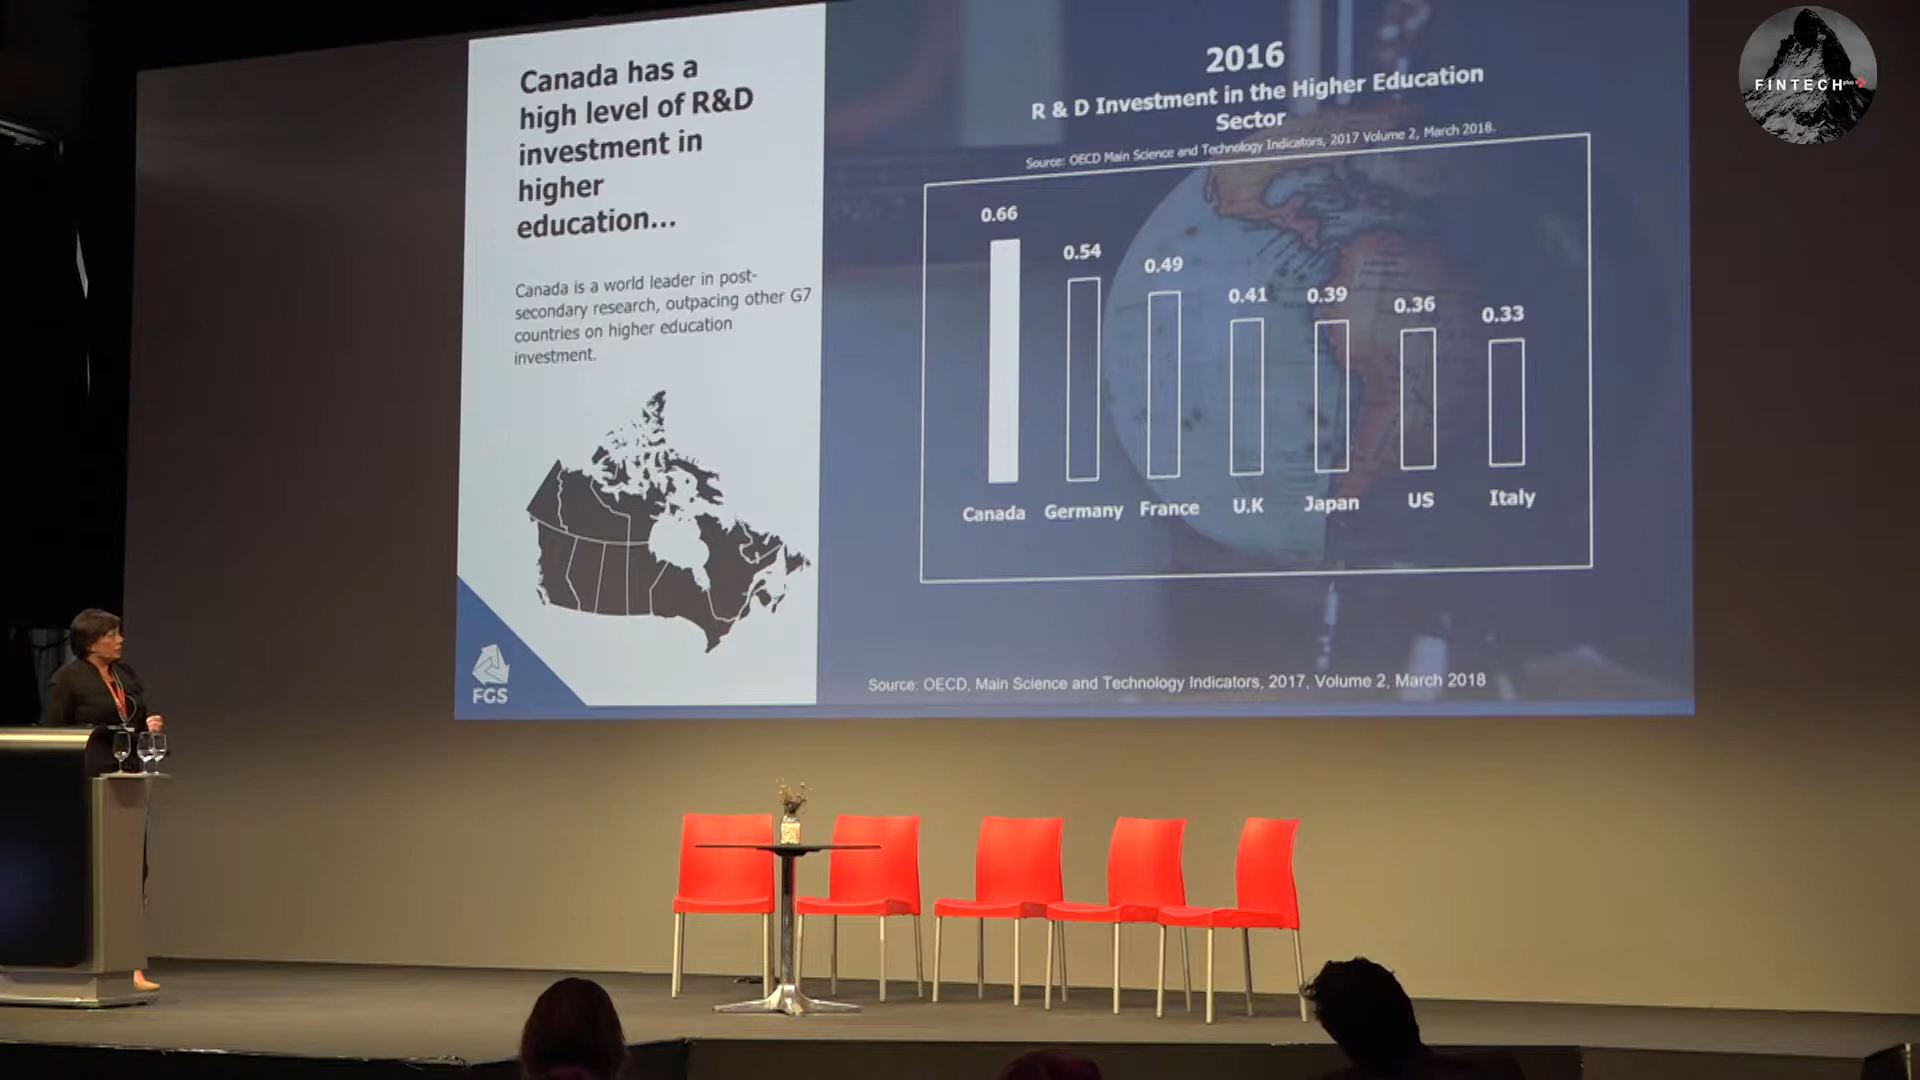 Canada has a
high level of R&D
investment in
higher
education...
Canada is a world leader in post-
secondary research, outpacing other G7
countries on higher education
investment.
FGS
2016
R & D Investment in the Higher Education
Sector
Source: OECD Main Science and Technology Indicators, 2017 Volume 2, March 2018.
0.66
0.54
0.49
0.41
0.39
0.36
0.33
Canada
Germany
France
U.K
Japan
US
Italy
Source: OECD, Main Science and Technology Indicators, 2017, Volume 2, March 2018
FINTECH plus